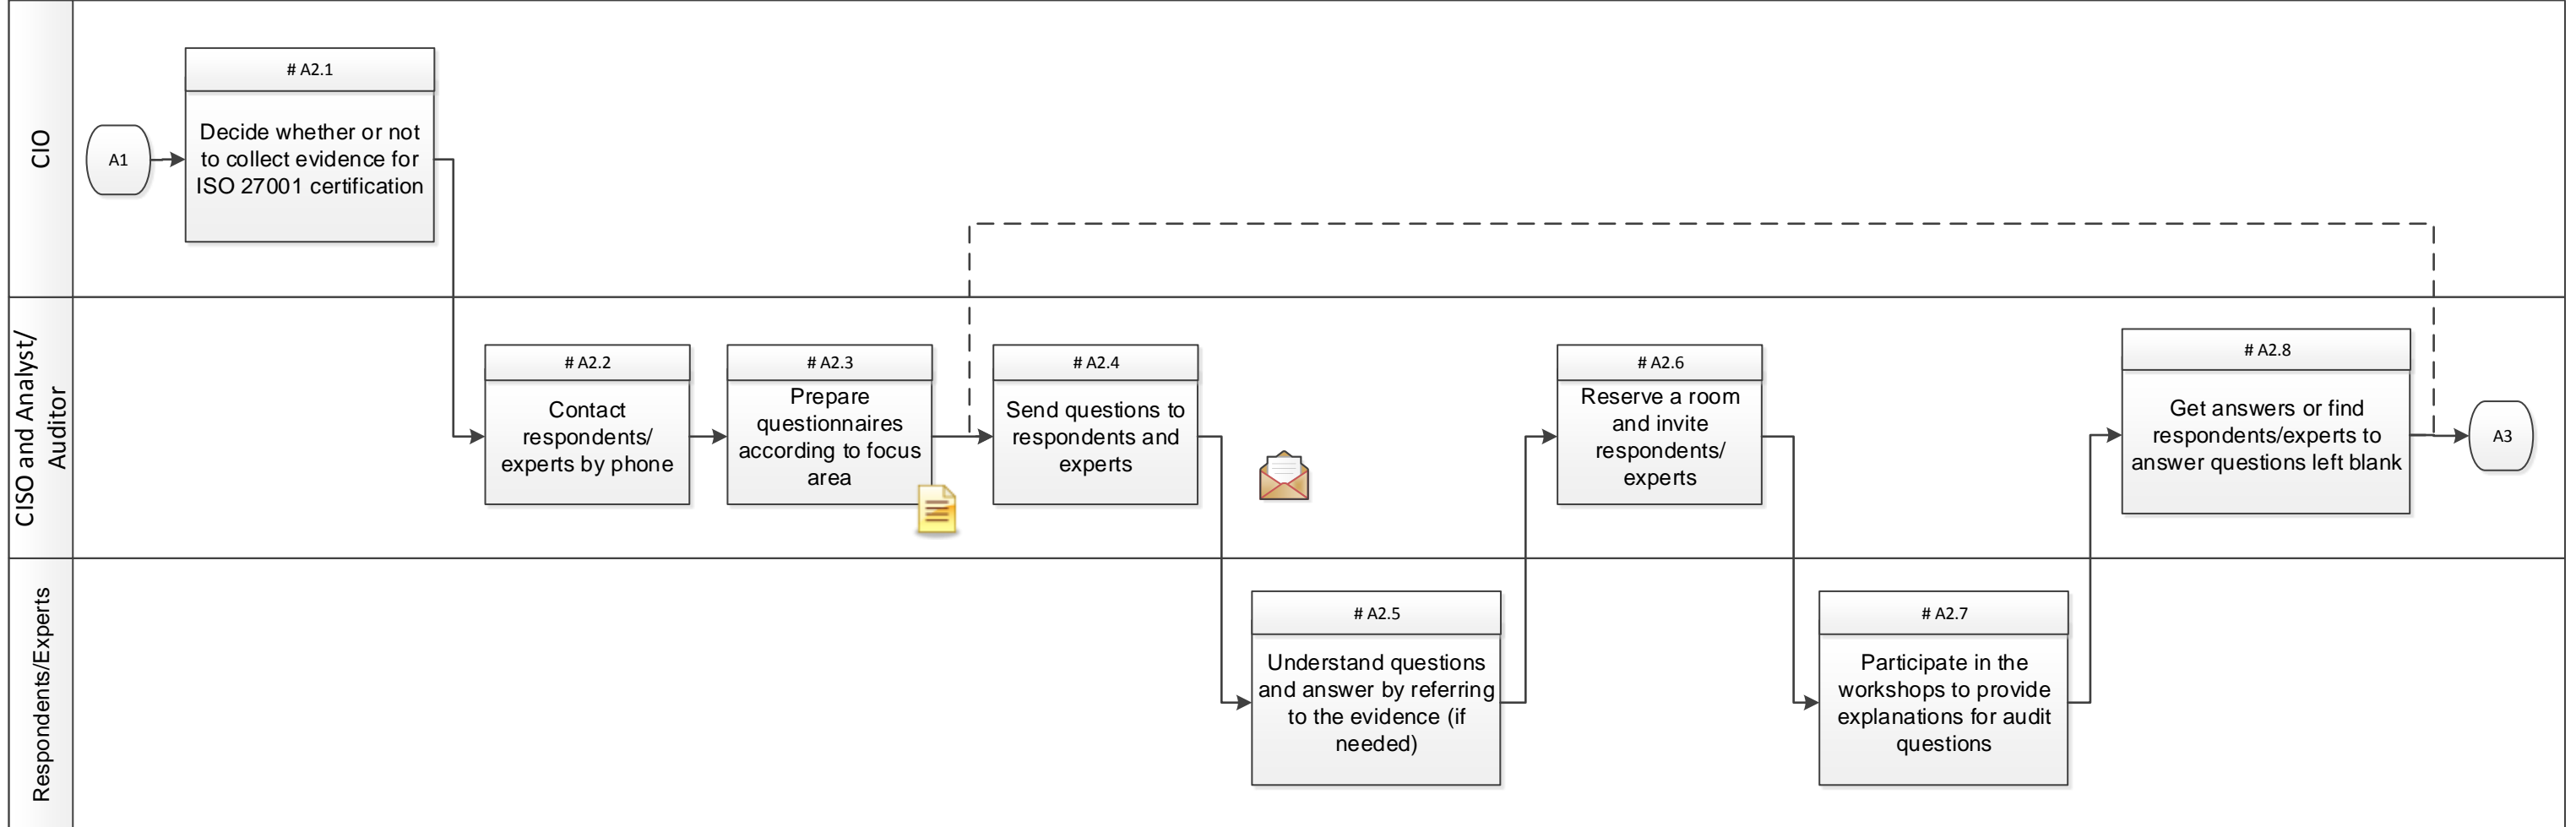 CIO
A1
# A2.1
Decide whether or not
to collect evidence for
ISO 27001 certification
CISO and Analyst/
Auditor
# A2.2
Contact
respondents/
experts by phone
# A2.3
Prepare
questionnaires
according to focus
area
# A2.4
Send questions to
respondents and
experts
# A2.6
Reserve a room
and invite
respondents/
experts
# A2.8
Get answers or find
respondents/experts to
answer questions left blank
A3
Respondents/Experts
# A2.5
Understand questions
and answer by referring
to the evidence (if
needed)
# A2.7
Participate in the
workshops to provide
explanations for audit
questions